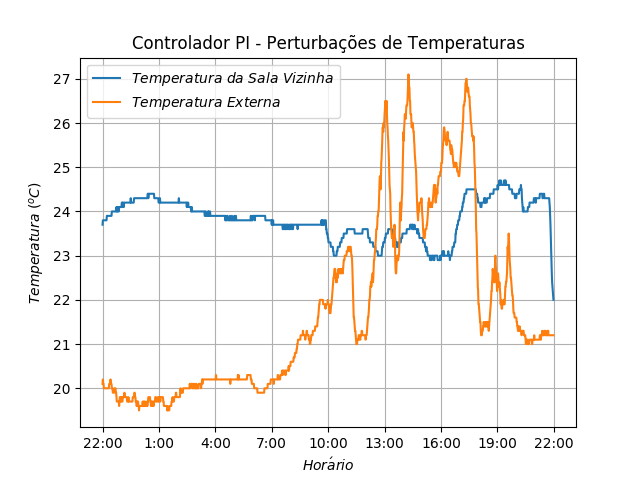 Controlador PI - Perturbações de Temperaturas
Temperatura da Sala Vizinha
Temperatura Externa
Temperatura (ºC)
27
26
25
24
23
22
21
20
22:00 1:00 4:00 7:00 10:00 13:00 16:00 19:00 22:00
Horário